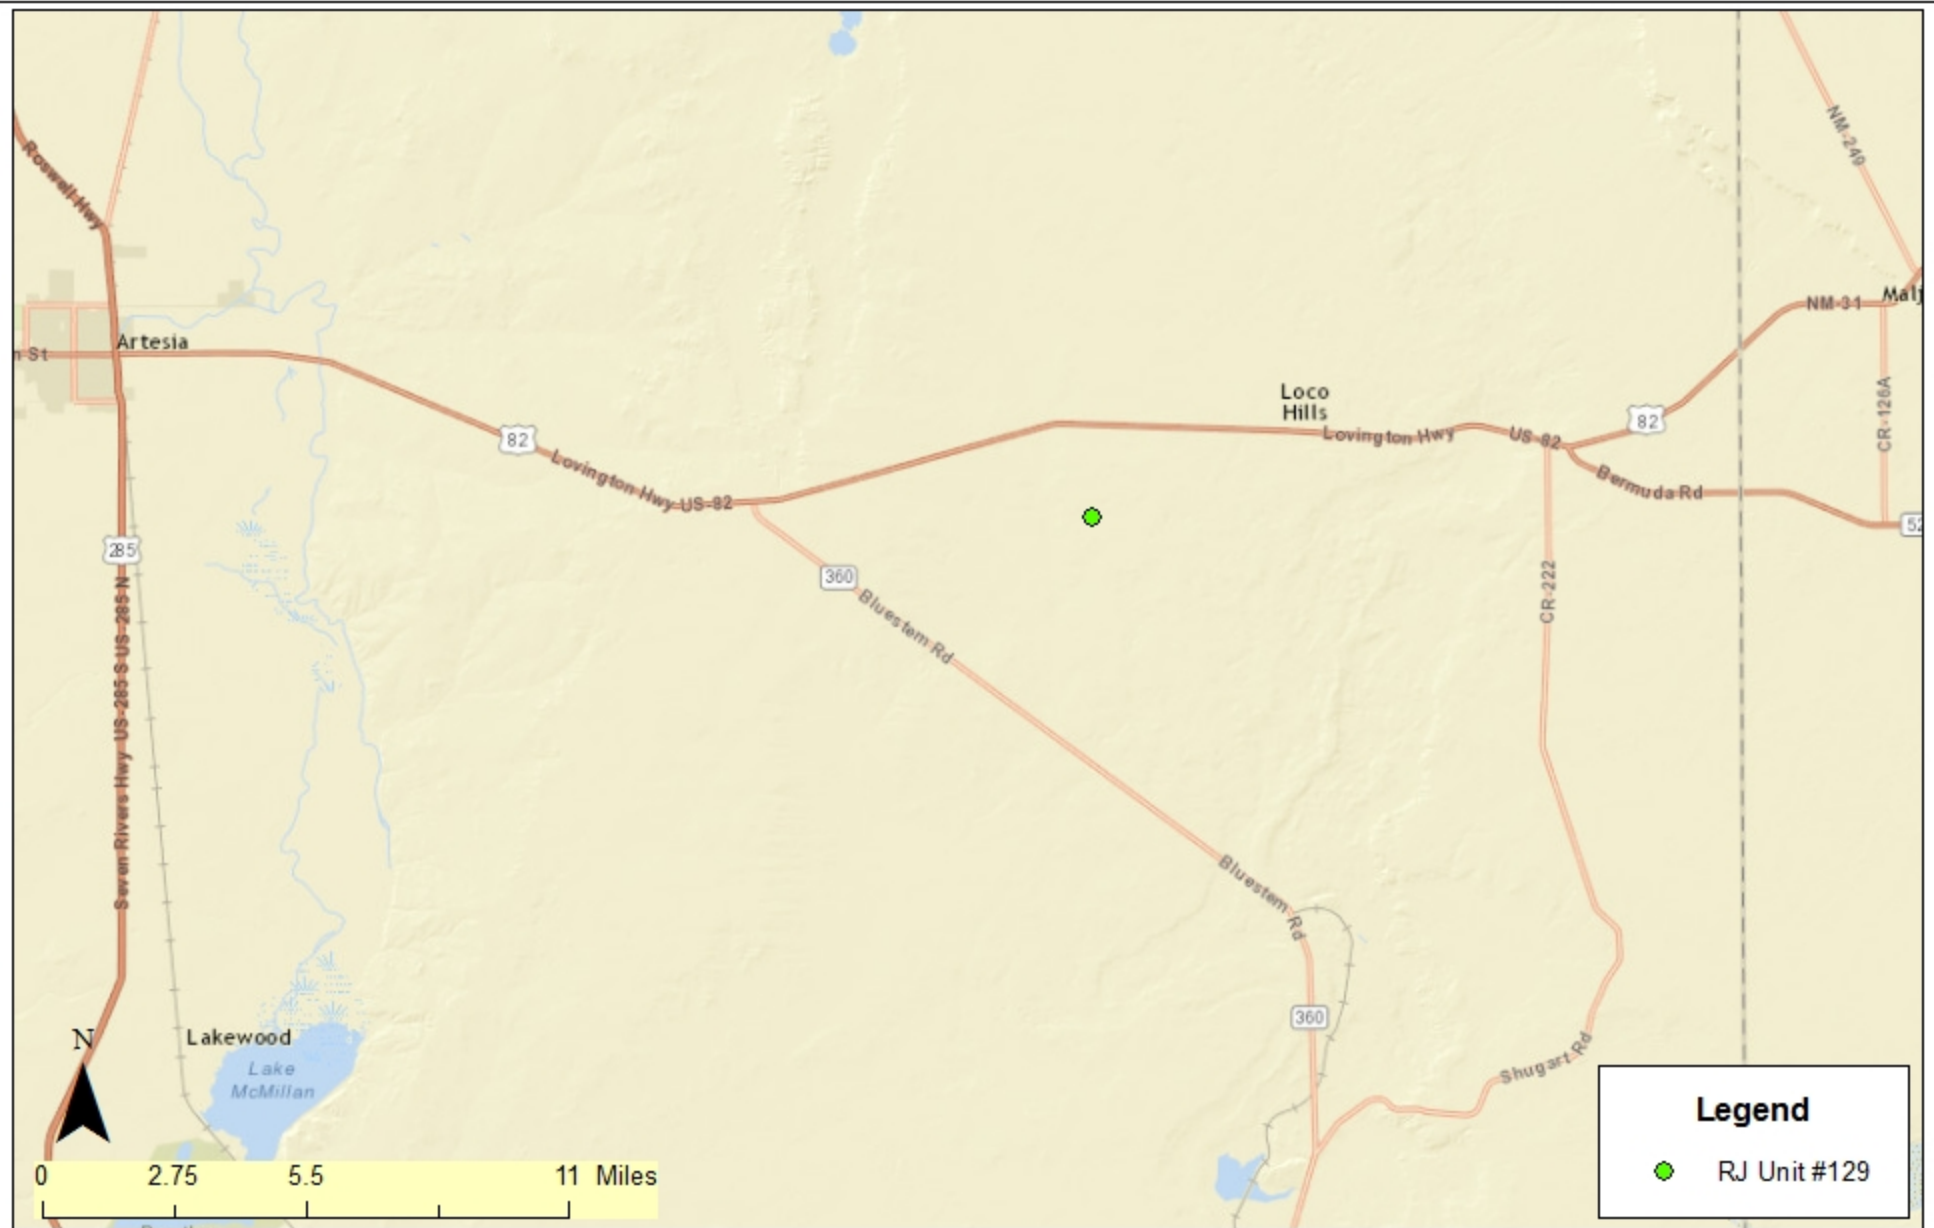 Roswell Hwy
NM-249
NM-31
Malj
Artesia
n St
Loco
Hills
CR-126A
82
82
Lovington Hwy
US-82
Lovington Hwy US-82
Bermuda Rd
52
285
360
Bluestem Rd
CR-222
Seven Rivers Hwy US-285 S US-285 N
Bluestem Rd
360
N
Lakewood
Lake
McMillan
Shugart Rd
Legend
RJ Unit #129
0 2.75 5.5 11 Miles